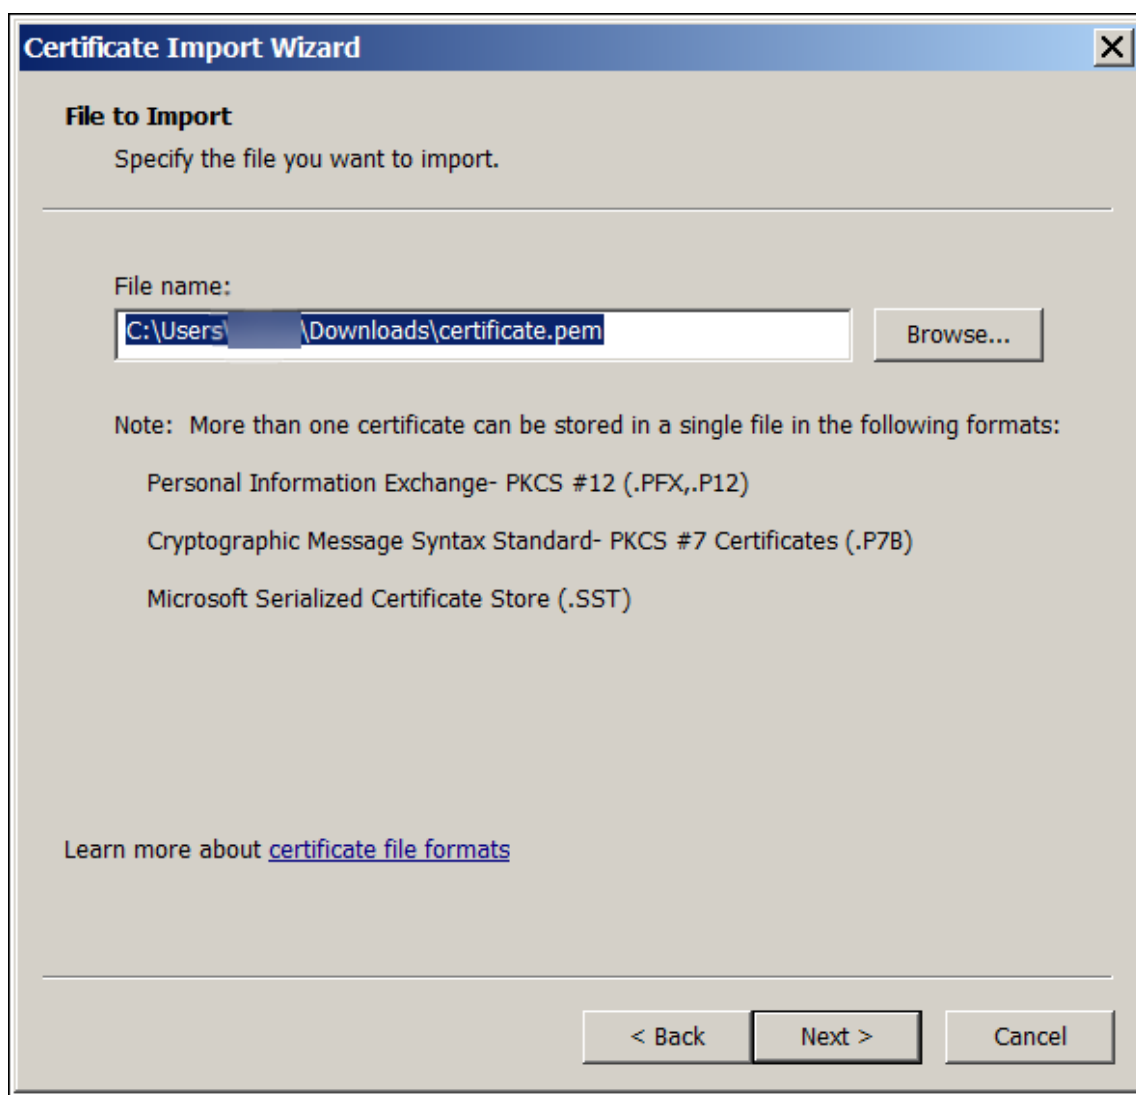 Certificate Import Wizard
File to Import
Specify the file you want to import.
File name:
C:\Users\ \Downloads\certificate.pem
Browse...
Note: More than one certificate can be stored in a single file in the following formats:
Personal Information Exchange- PKCS #12 (.PFX,.P12)
Cryptographic Message Syntax Standard- PKCS #7 Certificates (.P7B)
Microsoft Serialized Certificate Store (.SST)
Learn more about certificate file formats
< Back Next > Cancel